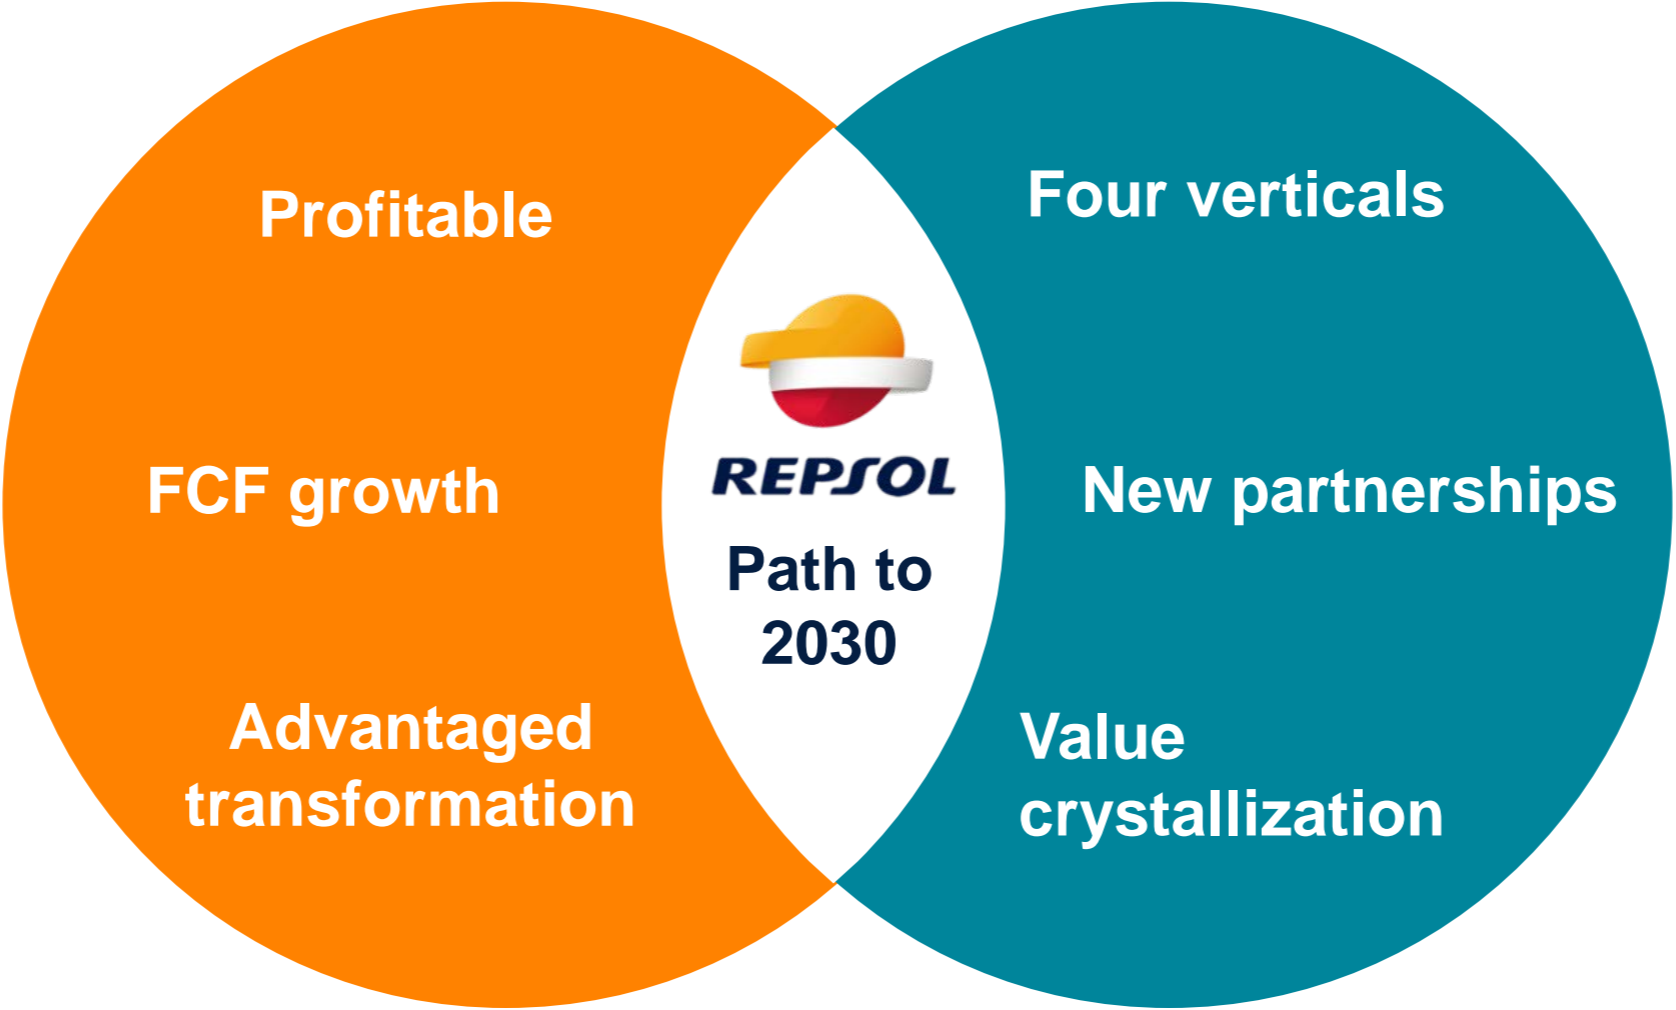 Profitable
FCF growth
Advantaged
transformation
REPSOL
Path to
2030
Four verticals
New partnerships
Value
crystallization